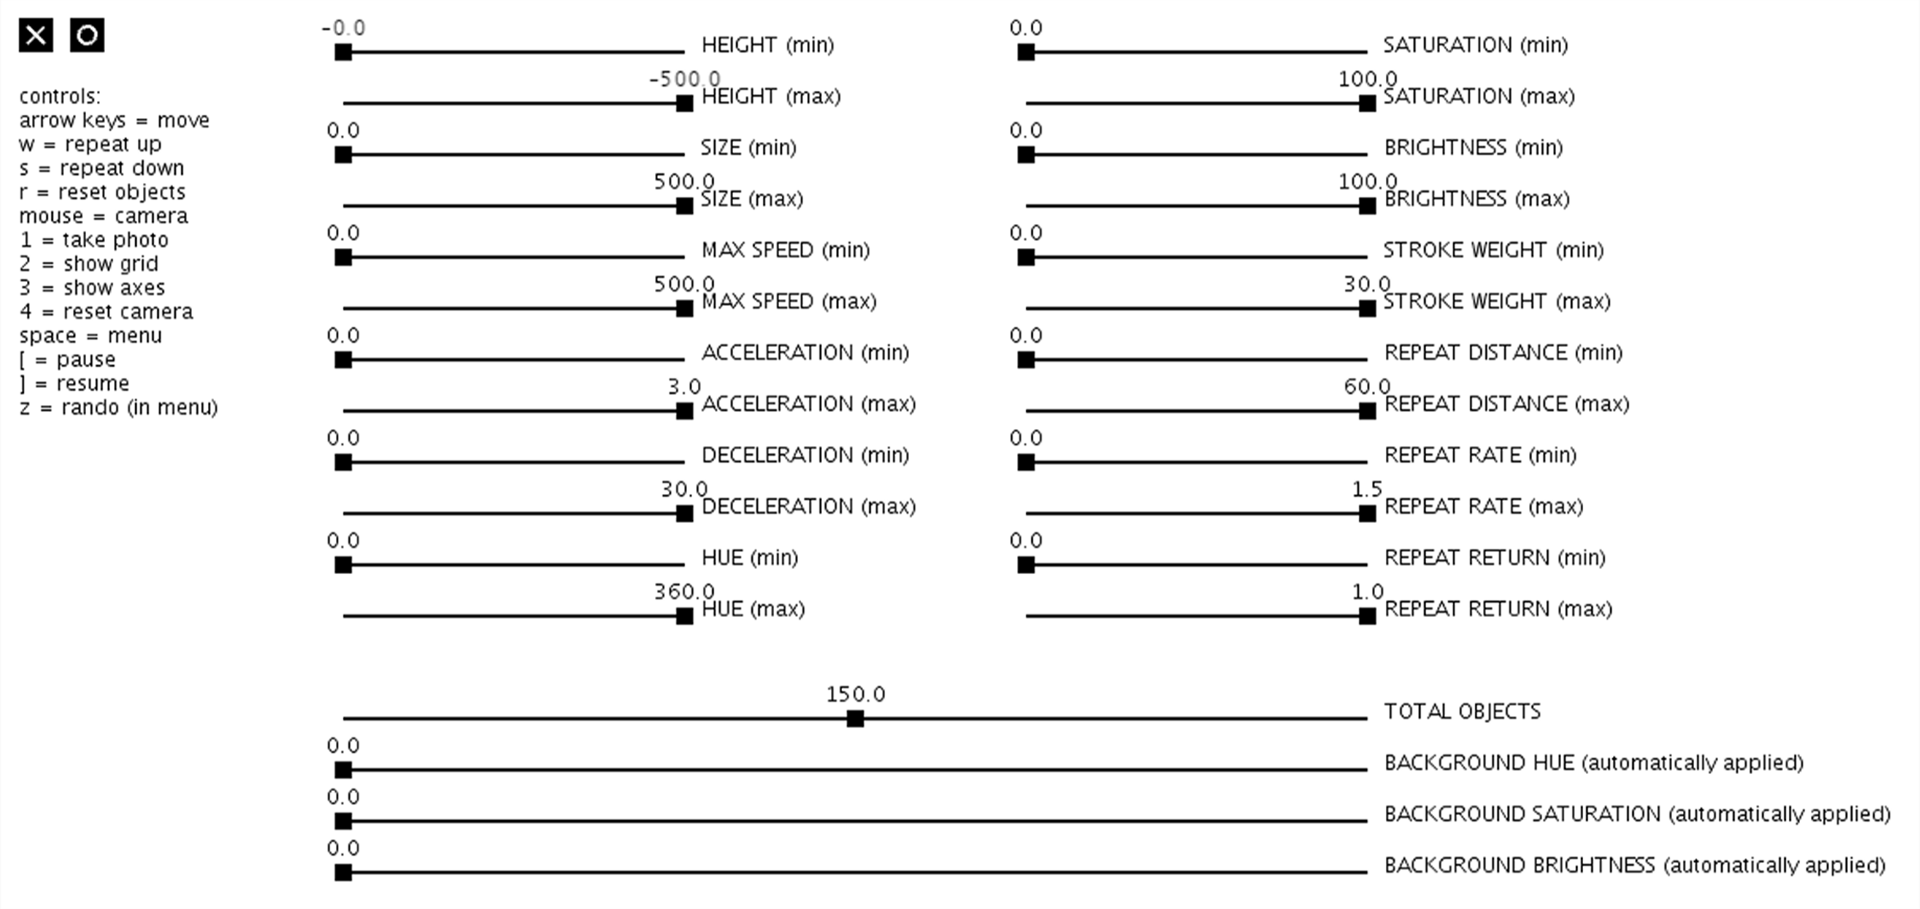 controls:
arrow keys = move
w = repeat up
s = repeat down
r = reset objects
mouse = camera
1 = take photo
2 = show grid
3 = show axes
4 = reset camera
space = menu
[ = pause
] = resume
z = rando (in menu)
-0.0
HEIGHT (min)
-500.0
HEIGHT (max)
0.0
SIZE (min)
500.0
SIZE (max)
0.0
MAX SPEED (min)
500.0
MAX SPEED (max)
0.0
ACCELERATION (min)
3.0
ACCELERATION (max)
0.0
DECELERATION (min)
30.0
DECELERATION (max)
0.0
HUE (min)
360.0
HUE (max)
0.0
SATURATION (min)
100.0
SATURATION (max)
0.0
BRIGHTNESS (min)
100.0
BRIGHTNESS (max)
0.0
STROKE WEIGHT (min)
30.0
STROKE WEIGHT (max)
0.0
REPEAT DISTANCE (min)
60.0
REPEAT DISTANCE (max)
0.0
REPEAT RATE (min)
1.5
REPEAT RATE (max)
0.0
REPEAT RETURN (min)
1.0
REPEAT RETURN (max)
150.0
TOTAL OBJECTS
0.0
BACKGROUND HUE (automatically applied)
0.0
BACKGROUND SATURATION (automatically applied)
0.0
BACKGROUND BRIGHTNESS (automatically applied)